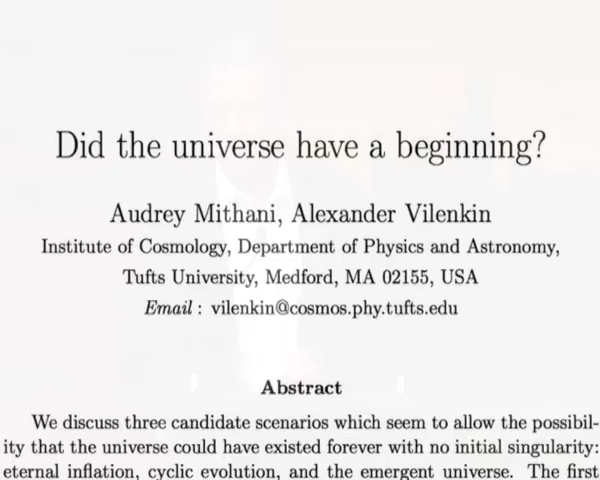 Did the universe have a beginning?
Audrey Mithani, Alexander Vilenkin
Institute of Cosmology, Department of Physics and Astronomy,
Tufts University, Medford, MA 02155, USA
Email : vilenkin@cosmos.phy.tufts.edu
Abstract
We discuss three candidate scenarios which seem to allow the possibil-
ity that the universe could have existed forever with no initial singularity:
eternal inflation, cyclic evolution, and the emergent universe. The first